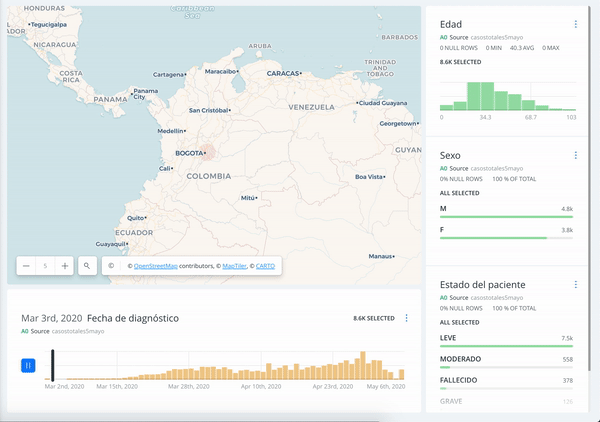 HONDURAS
ADOR
Tegucigalpa
NICARAGUA
Caribbean
Sea
ARUBA
BARBADOS
COSTA
RICA
Cartagena
Maracaibo
CARACAS
TRINIDAD
AND
TOBAGO
Panama
City
PANAMA
San Cristóbal
VENEZUELA
Ciudad Guayana
Medellín
Georgetown
BOGOTA
GUYAN
Cali
COLOMBIA
Boa Vista
Mitú
Quito
ECUADOR
Guayaquil
Manaus
− 5 +
© OpenStreetMap contributors, © MapTiler, © CARTO
Mar 3rd, 2020 Fecha de diagnóstico 8.6K SELECTED
A0 Source casostotales5mayo
Mar 2nd, 2020 Mar 15th, 2020 Mar 28th, 2020 Apr 10th, 2020 Apr 23rd, 2020 May 6th, 2020
Edad
A0 Source casostotales5mayo
0 NULL ROWS 0 MIN 40.3 AVG 0 MAX
8.6K SELECTED
0 34.3 68.7 103
Sexo
A0 Source casostotales5mayo
0% NULL ROWS 100 % OF TOTAL
ALL SELECTED
M 4.8k
F 3.8k
Estado del paciente
A0 Source casostotales5mayo
0% NULL ROWS 100 % OF TOTAL
ALL SELECTED
LEVE 7.5k
MODERADO 558
FALLECIDO 378
GRAVE 126